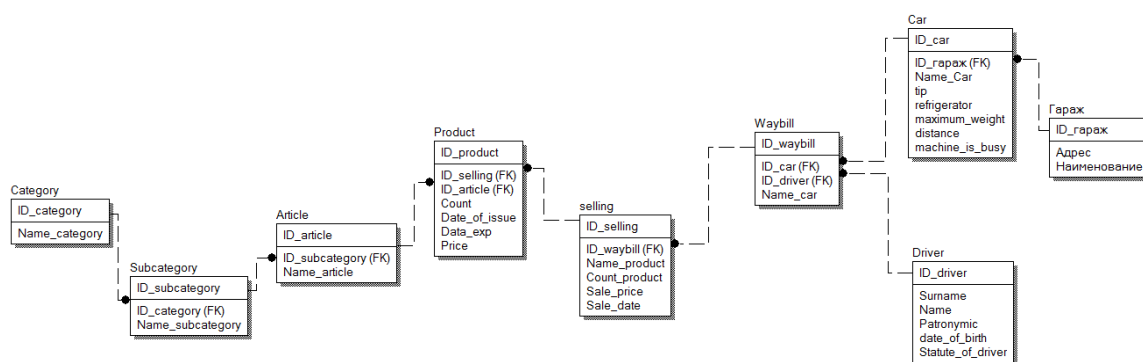 Category
ID_category
Name_category
Subcategory
ID_subcategory
ID_category (FK)
Name_subcategory
Article
ID_article
ID_subcategory (FK)
Name_article
Product
ID_product
ID_selling (FK)
ID_article (FK)
Count
Date_of_issue
Data_exp
Price
selling
ID_selling
ID_waybill (FK)
Name_product
Count_product
Sale_price
Sale_date
Waybill
ID_waybill
ID_car (FK)
ID_driver (FK)
Name_car
Car
ID_car
ID_гараж (FK)
Name_Car
tip
refrigerator
maximum_weight
distance
machine_is_busy
Гараж
ID_гараж
Адрес
Наименование
Driver
ID_driver
Surname
Name
Patronymic
date_of_birth
Statute_of_driver